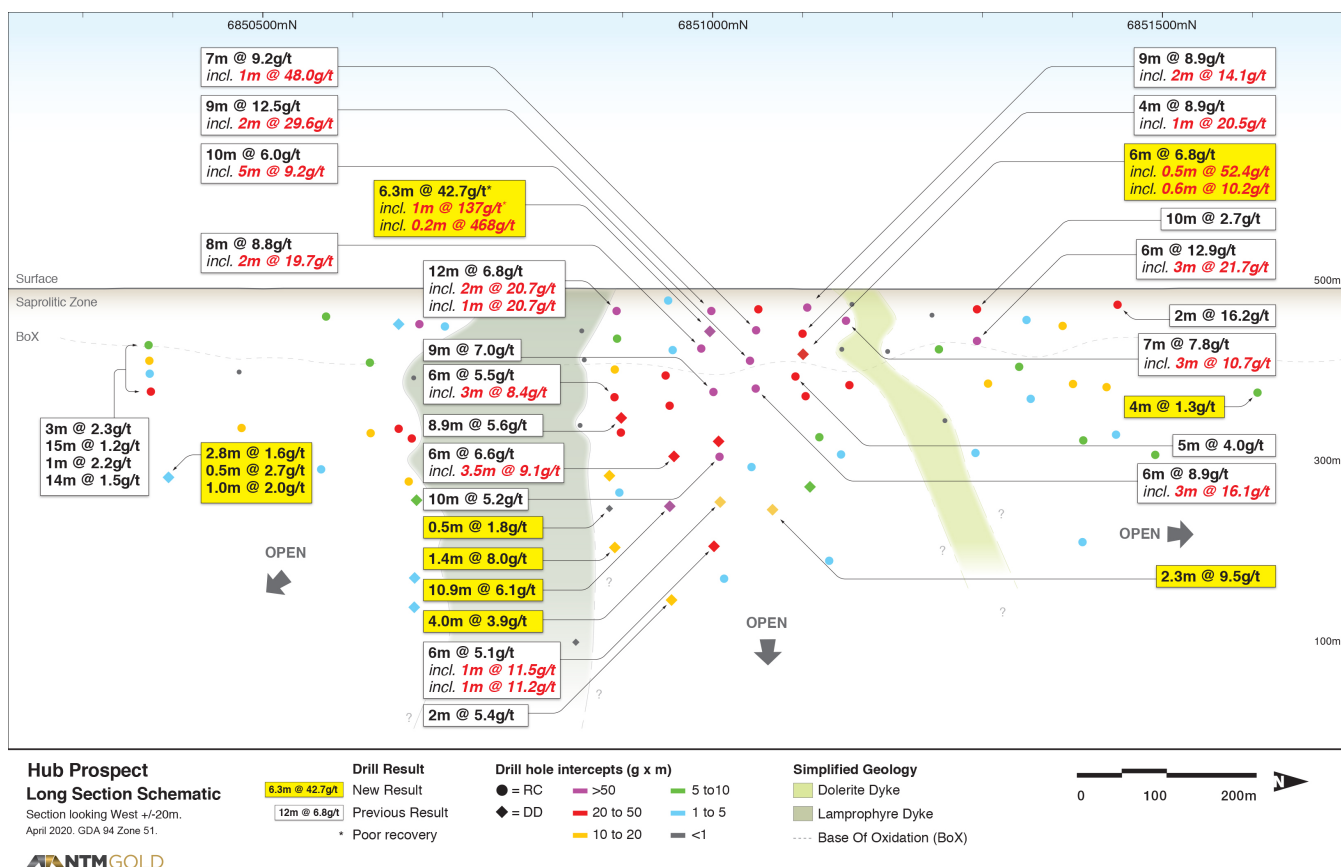 6850500mN
6851000mN
6851500mN
7m @ 9.2g/t
incl. 1m @ 48.0g/t
9m @ 12.5g/t
incl. 2m @ 29.6g/t
10m @ 6.0g/t
incl. 5m @ 9.2g/t
6.3m @ 42.7g/t*
incl. 1m @ 137g/t*
incl. 0.2m @ 468g/t
8m @ 8.8g/t
incl. 2m @ 19.7g/t
9m @ 8.9g/t
incl. 2m @ 14.1g/t
4m @ 8.9g/t
incl. 1m @ 20.5g/t
6m @ 6.8g/t
incl. 0.5m @ 52.4g/t
incl. 0.6m @ 10.2g/t
10m @ 2.7g/t
6m @ 12.9g/t
incl. 3m @ 21.7g/t
Surface
500m
Saprolitic Zone
BoX
12m @ 6.8g/t
incl. 2m @ 20.7g/t
incl. 1m @ 20.7g/t
2m @ 16.2g/t
7m @ 7.8g/t
incl. 3m @ 10.7g/t
9m @ 7.0g/t
6m @ 5.5g/t
incl. 3m @ 8.4g/t
4m @ 1.3g/t
8.9m @ 5.6g/t
3m @ 2.3g/t
15m @ 1.2g/t
1m @ 2.2g/t
14m @ 1.5g/t
2.8m @ 1.6g/t
0.5m @ 2.7g/t
1.0m @ 2.0g/t
5m @ 4.0g/t
300m
6m @ 6.6g/t
incl. 3.5m @ 9.1g/t
6m @ 8.9g/t
incl. 3m @ 16.1g/t
10m @ 5.2g/t
0.5m @ 1.8g/t
?
OPEN
OPEN
?
1.4m @ 8.0g/t
2.3m @ 9.5g/t
10.9m @ 6.1g/t
?
4.0m @ 3.9g/t
?
OPEN
100m
6m @ 5.1g/t
incl. 1m @ 11.5g/t
incl. 1m @ 11.2g/t
?
2m @ 5.4g/t
?
Hub Prospect
Long Section Schematic
Section looking West +/-20m.
April 2020. GDA 94 Zone 51.
NTMGOLD
Drill Result
6.3m @ 42.7g/t New Result
12m @ 6.8g/t Previous Result
* Poor recovery
Drill hole intercepts (g x m)
= RC
= DD
>50
20 to 50
10 to 20
5 to10
1 to 5
<1
Simplified Geology
Dolerite Dyke
Lamprophyre Dyke
Base Of Oxidation (BoX)
0 100 200m
N